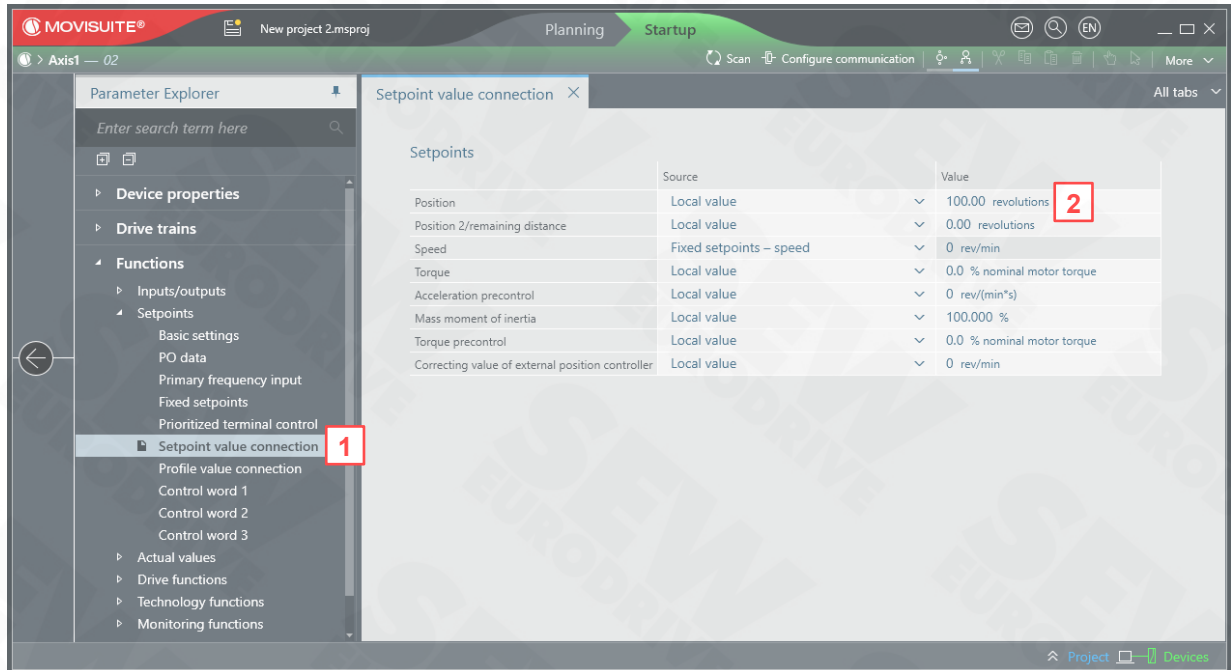 MOVISUITE® New project 2.msproj Planning Startup EN
> Axis1 — 02 Scan Configure communication More
Parameter Explorer
Enter search term here
Device properties
Drive trains
Functions
Inputs/outputs
Setpoints
Basic settings
PO data
Primary frequency input
Fixed setpoints
Prioritized terminal control
Setpoint value connection 1
Profile value connection
Control word 1
Control word 2
Control word 3
Actual values
Drive functions
Technology functions
Monitoring functions
Setpoint value connection × All tabs
Setpoints
Source Value
Position Local value 100.00 revolutions 2
Position 2/remaining distance Local value 0.00 revolutions
Speed Fixed setpoints – speed 0 rev/min
Torque Local value 0.0 % nominal motor torque
Acceleration precontrol Local value 0 rev/(min*s)
Mass moment of inertia Local value 100.000 %
Torque precontrol Local value 0.0 % nominal motor torque
Correcting value of external position controller Local value 0 rev/min
Project Devices
SEW
EURODRIVE